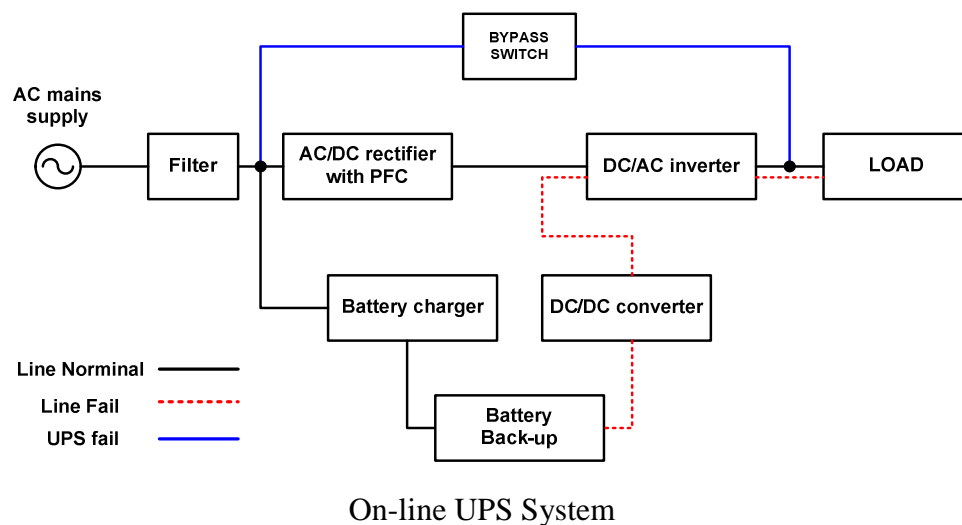 BYPASS
SWITCH
AC mains
supply
Filter
AC/DC rectifier
with PFC
DC/AC inverter
LOAD
Battery charger
DC/DC converter
Line Norminal
Line Fail
UPS fail
Battery
Back-up
On-line UPS System